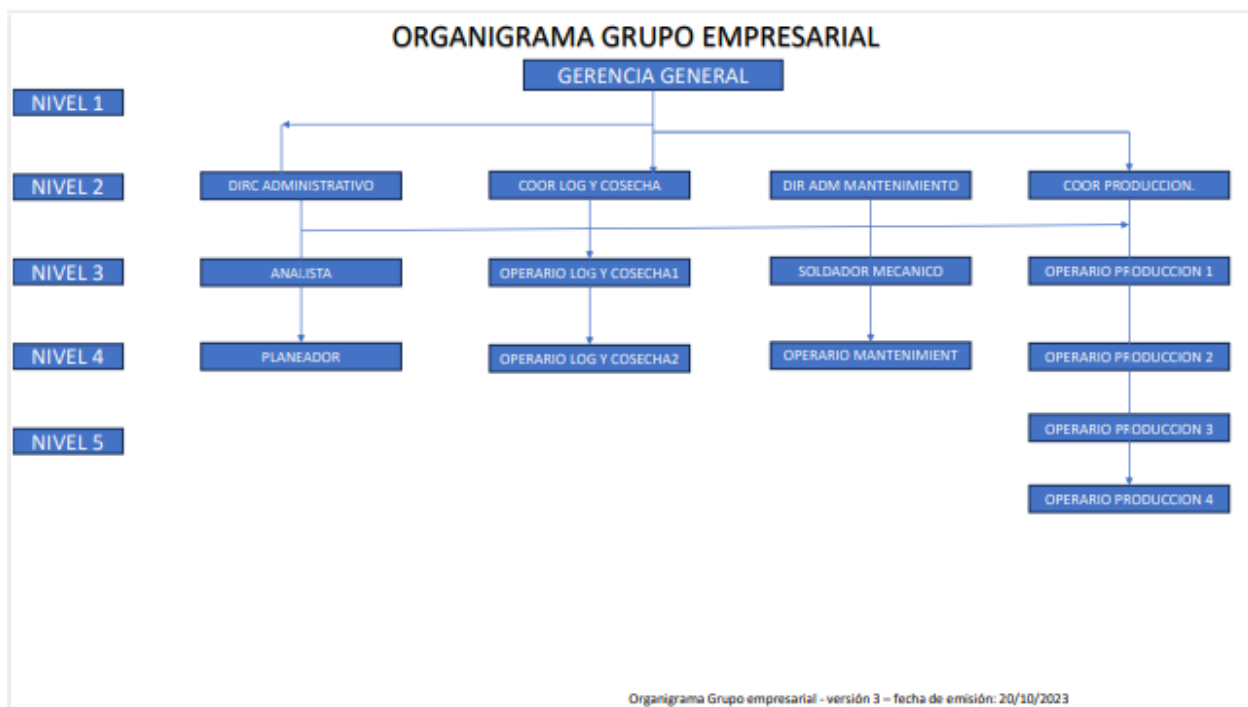 ORGANIGRAMA GRUPO EMPRESARIAL
GERENCIA GENERAL
NIVEL 1
NIVEL 2
DIRC ADMINISTRATIVO
COOR LOG Y COSECHA
DIR ADM MANTENIMIENTO
COOR PRODUCCION.
NIVEL 3
ANALISTA
OPERARIO LOG Y COSECHA1
SOLDADOR MECANICO
OPERARIO PRODUCCION 1
NIVEL 4
PLANEADOR
OPERARIO LOG Y COSECHA2
OPERARIO MANTENIMIENT
OPERARIO PRODUCCION 2
NIVEL 5
OPERARIO PRODUCCION 3
OPERARIO PRODUCCION 4
Organigrama Grupo empresarial - versión 3 – fecha de emisión: 20/10/2023